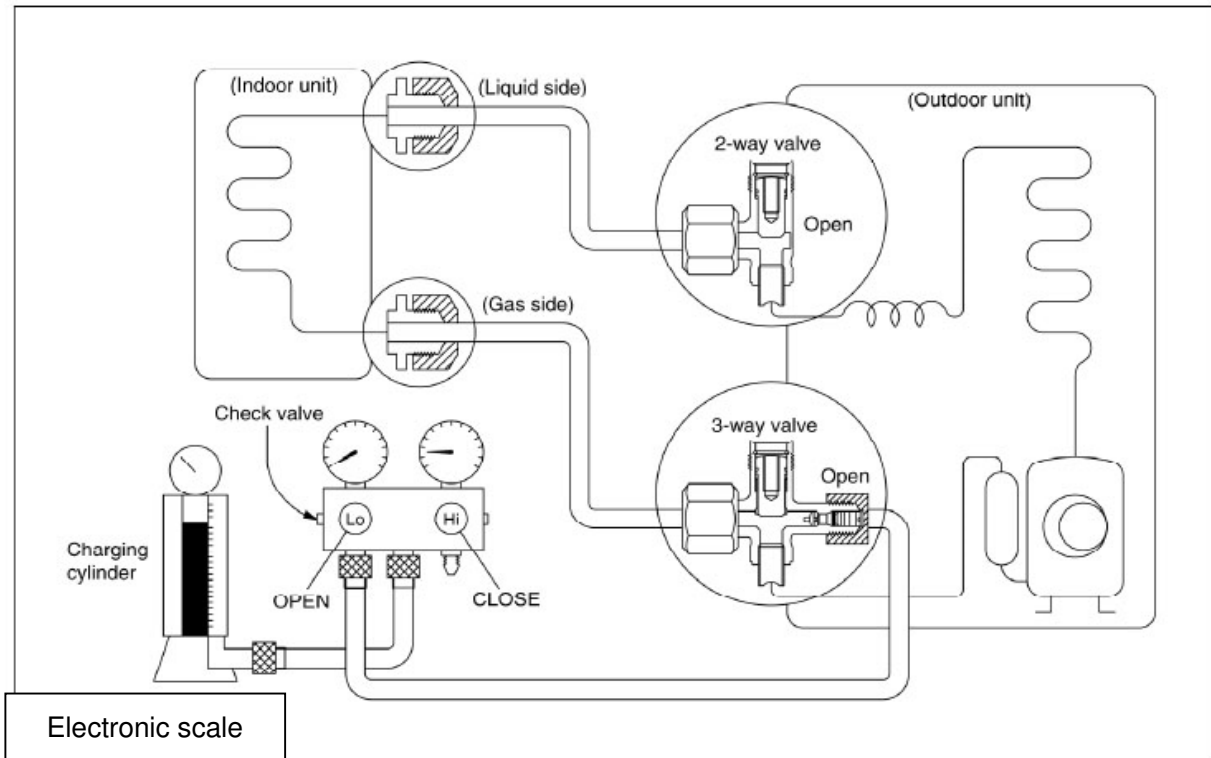 (Indoor unit)
(Liquid side)
(Outdoor unit)
2-way valve
Open
(Gas side)
Check valve
3-way valve
Open
Lo
Hi
Charging
cylinder
OPEN
CLOSE
Electronic scale